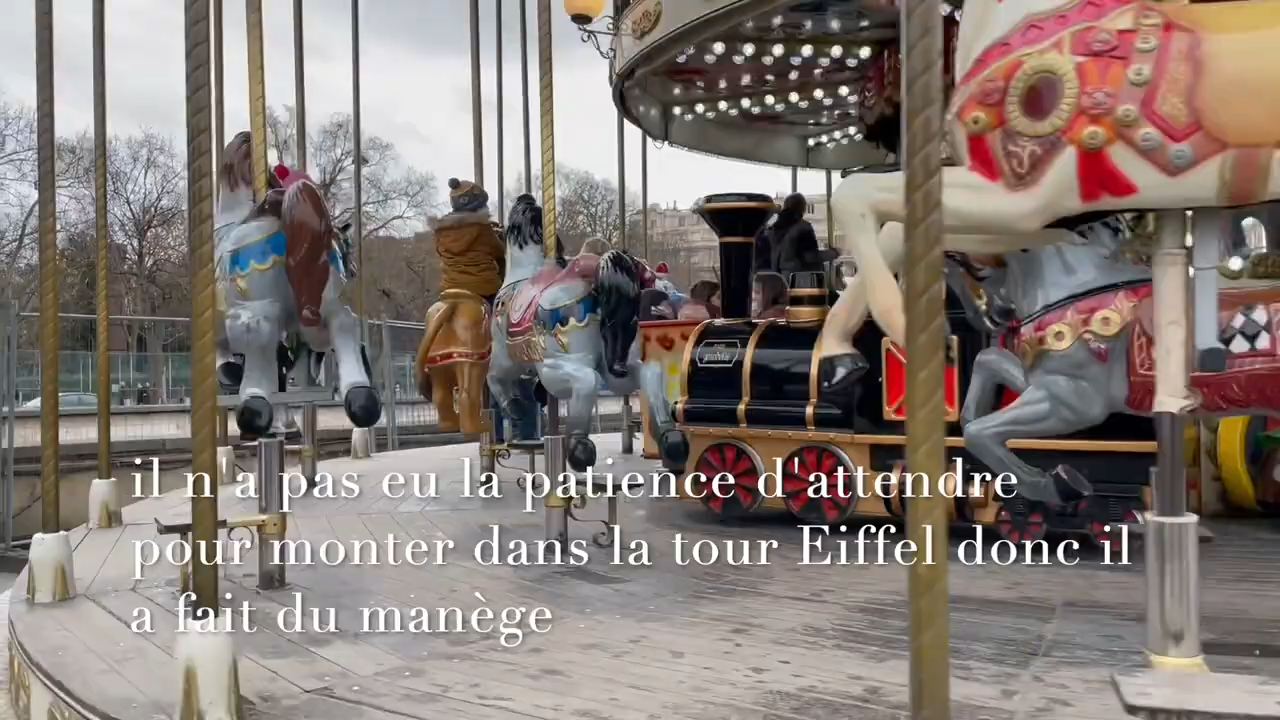 il n'a pas eu la patience d'attendre
pour monter dans la tour Eiffel donc il
a fait du manège